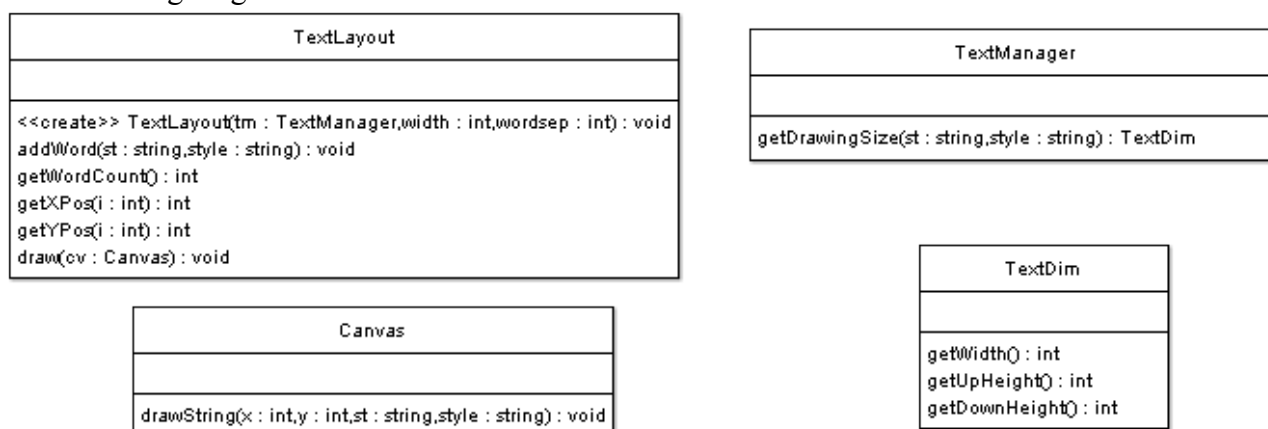 TextLayout
<<create>> TextLayout(tm : TextManager,width : int,wordsep : int) : void
addWord(st : string,style : string) : void
getWordCount() : int
getXPos(i : int) : int
getYPos(i : int) : int
draw(cv : Canvas) : void
TextManager
getDrawingSize(st : string,style : string) : TextDim
Canvas
drawString(x : int,y : int,st : string,style : string) : void
TextDim
getWidth() : int
getUpHeight() : int
getDownHeight() : int